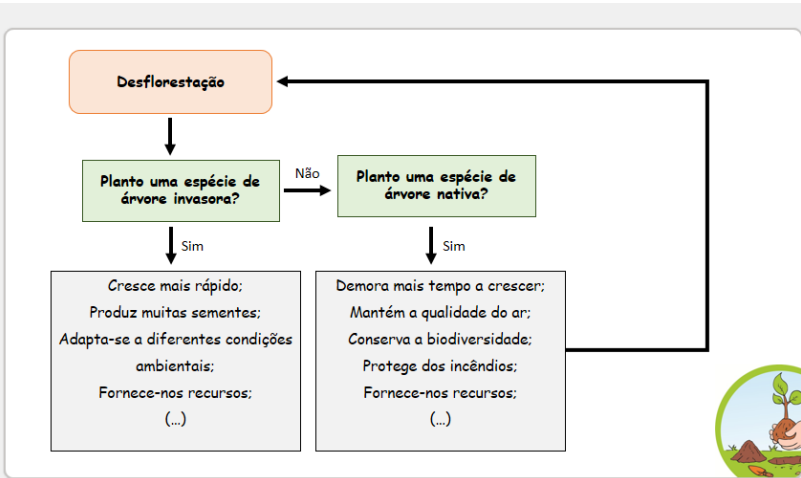 Desflorestação
Planto uma espécie de
árvore invasora?
Não
Planto uma espécie de
árvore nativa?
Sim
Sim
Cresce mais rápido;
Produz muitas sementes;
Adapta-se a diferentes condições
ambientais;
Fornece-nos recursos;
(...)
Demora mais tempo a crescer;
Mantém a qualidade do ar;
Conserva a biodiversidade;
Protege dos incêndios;
Fornece-nos recursos;
(...)